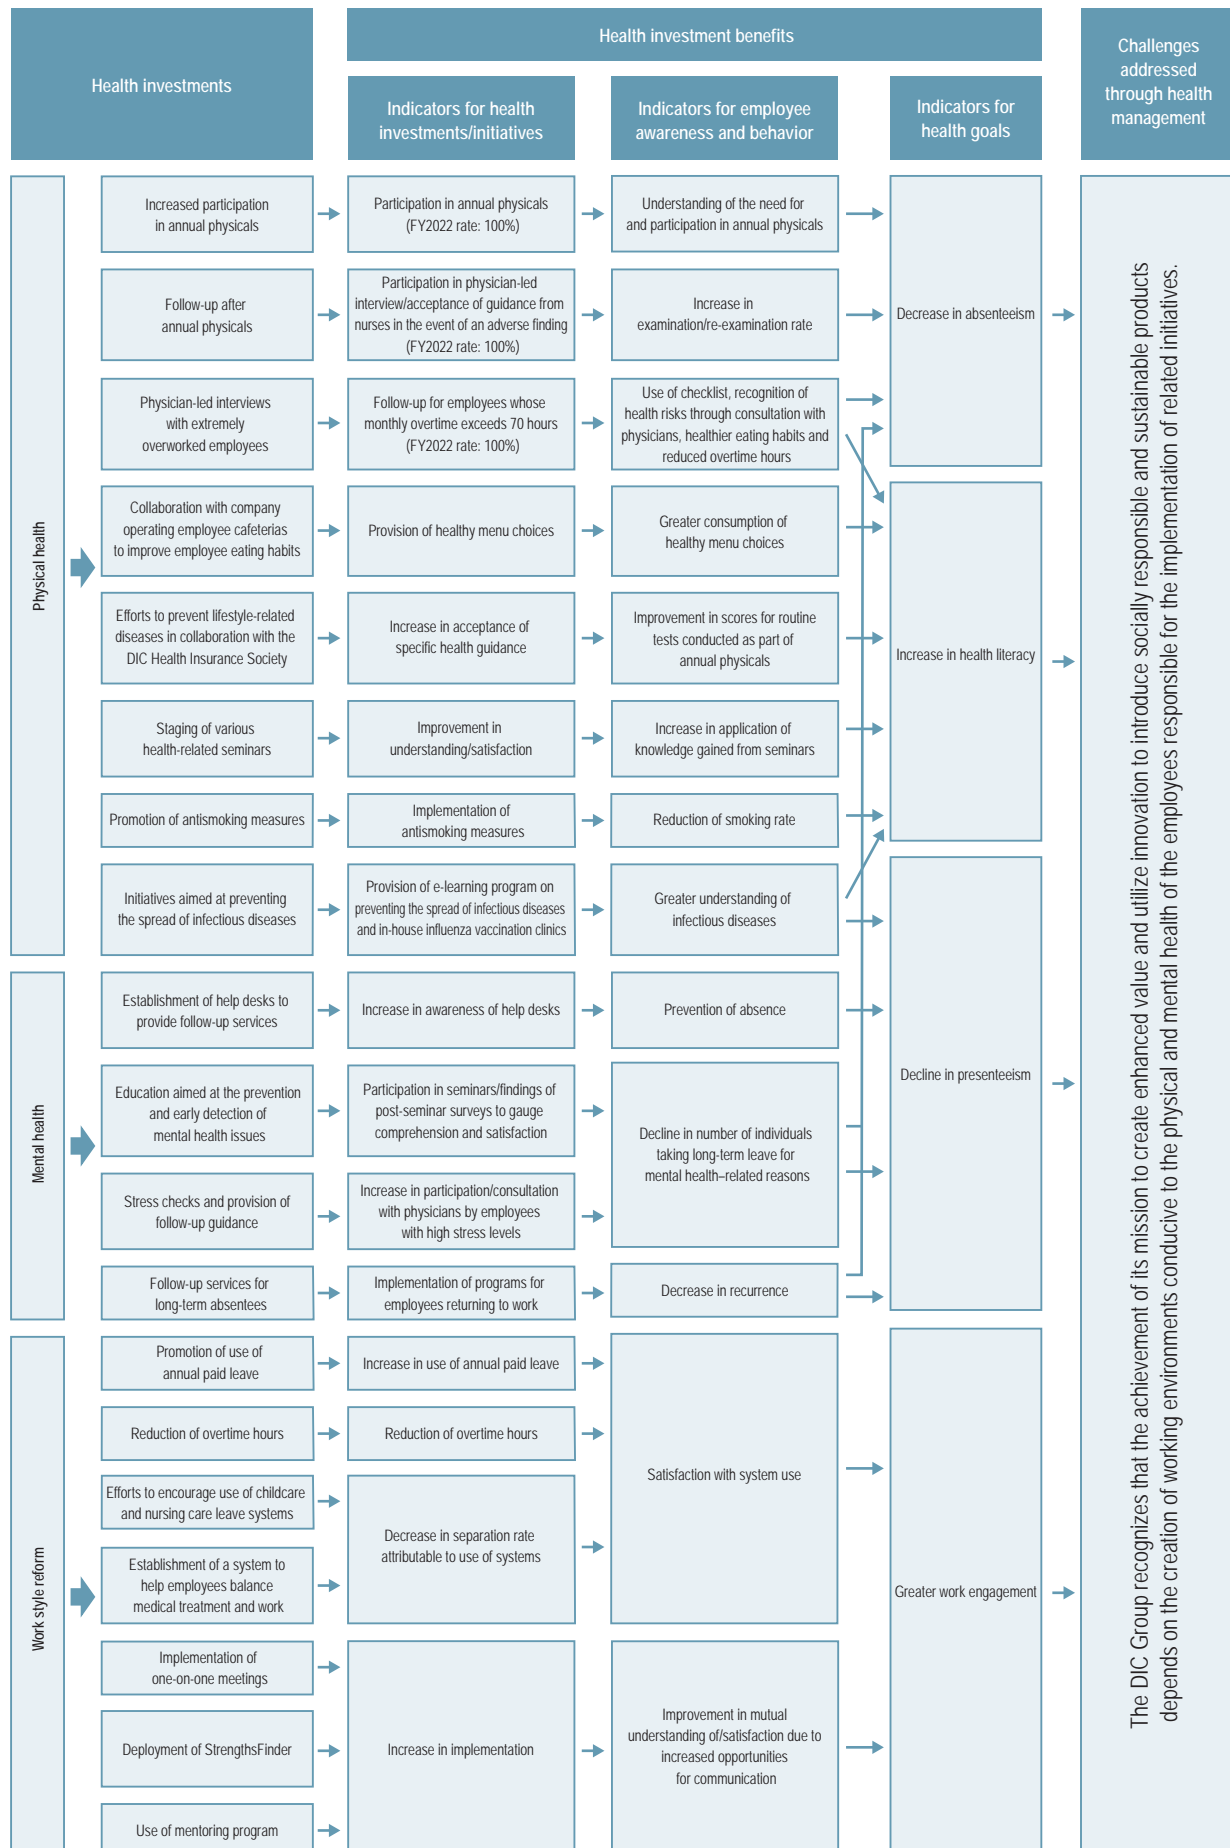 Health investments
Health investment benefits
Challenges
addressed
through health
management
Indicators for health
investments/initiatives
Indicators for employee
awareness and behavior
Indicators for
health goals
Physical health
Increased participation
in annual physicals
Participation in annual physicals
(FY2022 rate: 100%)
Understanding of the need for
and participation in annual physicals
Follow-up after
annual physicals
Participation in physician-led
interview/acceptance of guidance from
nurses in the event of an adverse finding
(FY2022 rate: 100%)
Increase in
examination/re-examination rate
Decrease in absenteeism
Physician-led interviews
with extremely
overworked employees
Follow-up for employees whose
monthly overtime exceeds 70 hours
(FY2022 rate: 100%)
Use of checklist, recognition of
health risks through consultation with
physicians, healthier eating habits and
reduced overtime hours
Collaboration with company
operating employee cafeterias
to improve employee eating habits
Provision of healthy menu choices
Greater consumption of
healthy menu choices
Efforts to prevent lifestyle-related
diseases in collaboration with the
DIC Health Insurance Society
Increase in acceptance of
specific health guidance
Improvement in scores for routine
tests conducted as part of
annual physicals
Increase in health literacy
Staging of various
health-related seminars
Improvement in
understanding/satisfaction
Increase in application of
knowledge gained from seminars
Promotion of antismoking measures
Implementation of
antismoking measures
Reduction of smoking rate
Initiatives aimed at preventing
the spread of infectious diseases
Provision of e-learning program on
preventing the spread of infectious diseases
and in-house influenza vaccination clinics
Greater understanding of
infectious diseases
Mental health
Establishment of help desks to
provide follow-up services
Increase in awareness of help desks
Prevention of absence
Education aimed at the prevention
and early detection of
mental health issues
Participation in seminars/findings of
post-seminar surveys to gauge
comprehension and satisfaction
Decline in number of individuals
taking long-term leave for
mental health–related reasons
Decline in presenteeism
Stress checks and provision of
follow-up guidance
Increase in participation/consultation
with physicians by employees
with high stress levels
Follow-up services for
long-term absentees
Implementation of programs for
employees returning to work
Decrease in recurrence
Work style reform
Promotion of use of
annual paid leave
Increase in use of annual paid leave
Reduction of overtime hours
Reduction of overtime hours
Satisfaction with system use
Efforts to encourage use of childcare
and nursing care leave systems
Decrease in separation rate
attributable to use of systems
Establishment of a system to
help employees balance
medical treatment and work
Greater work engagement
Implementation of
one-on-one meetings
Deployment of StrengthsFinder
Use of mentoring program
Increase in implementation
Improvement in mutual
understanding of/satisfaction due to
increased opportunities
for communication
The DIC Group recognizes that the achievement of its mission to create enhanced value and utilize innovation to introduce socially responsible and sustainable products
depends on the creation of working environments conducive to the physical and mental health of the employees responsible for the implementation of related initiatives.